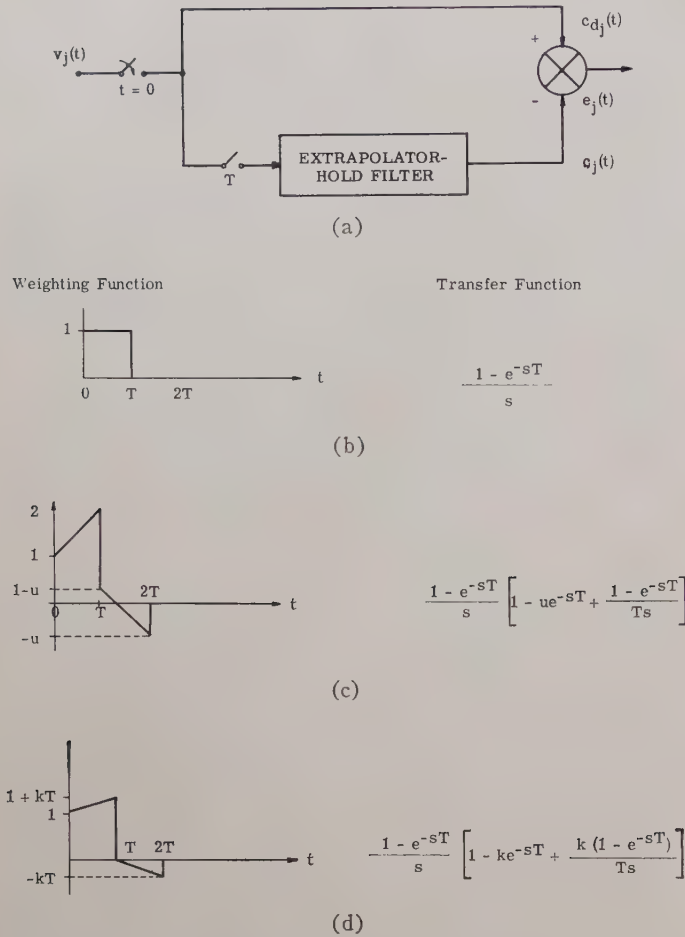 c_dj(t)
v_j(t)
+
t = 0
-
e_j(t)
T
EXTRAPOLATOR-
HOLD FILTER
c_j(t)
(a)
Weighting Function
Transfer Function
1
0 T 2T t
1 - e^-sT
s
(b)
2
1
1-u
0 T 2T t
-u
1 - e^-sT
s
[1 - ue^-sT + 1 - e^-sT
Ts ]
(c)
1 + kT
1
T 2T t
-kT
1 - e^-sT
s
[1 - ke^-sT + k (1 - e^-sT)
Ts ]
(d)